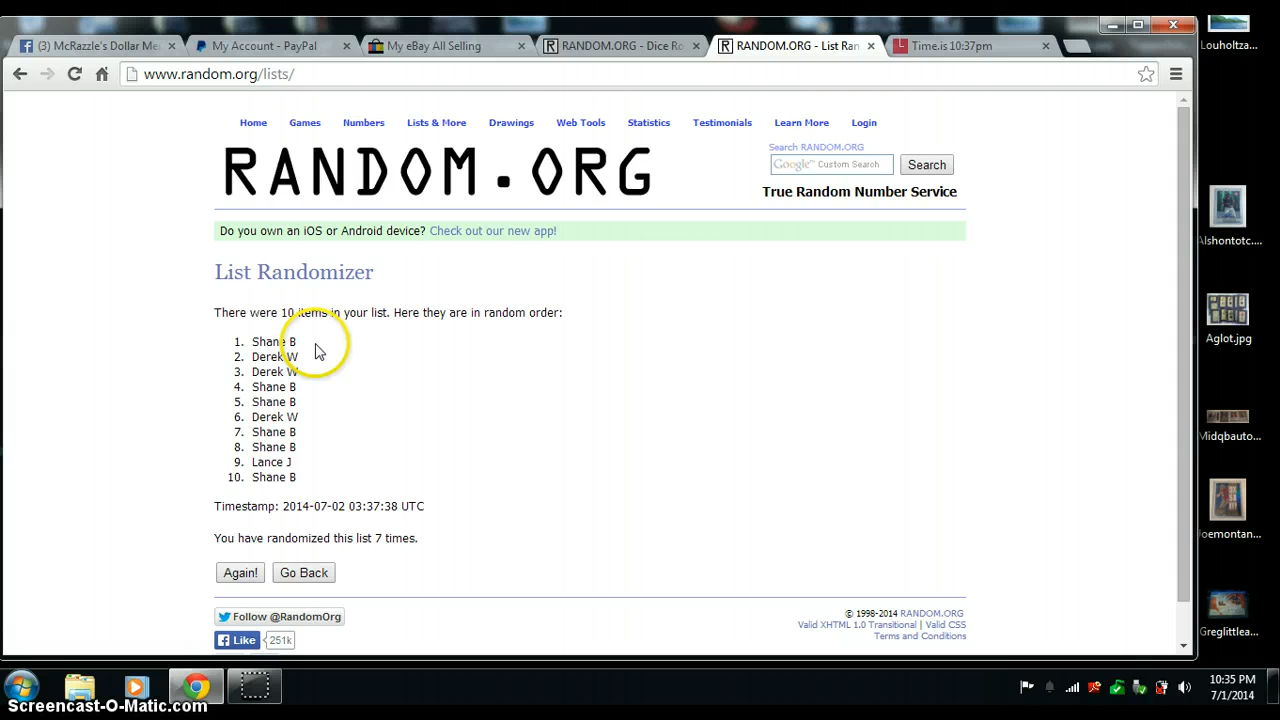 (3) McRazzle's Dollar Me
My Account - PayPal
My eBay All Selling
RANDOM.ORG - Dice Ro
RANDOM.ORG - List Ran
Time.is 10:37pm
www.random.org/lists/
Home Games Numbers Lists & More Drawings Web Tools Statistics Testimonials Learn More Login
RANDOM.ORG
Search RANDOM.ORG
Google™ Custom Search
Search
True Random Number Service
Do you own an iOS or Android device? Check out our new app!
List Randomizer
There were 10 items in your list. Here they are in random order:
1. Shane B
2. Derek W
3. Derek W
4. Shane B
5. Shane B
6. Derek W
7. Shane B
8. Shane B
9. Lance J
10. Shane B
Timestamp: 2014-07-02 03:37:38 UTC
You have randomized this list 7 times.
Again! Go Back
Follow @RandomOrg
Like 251k
© 1998-2014 RANDOM.ORG
Valid XHTML 1.0 Transitional | Valid CSS
Terms and Conditions
Louholtza...
Alshontotc...
Aglot.jpg
Midqbauto...
Joemontan...
Greglittlea...
10:35 PM
7/1/2014
Screencast-O-Matic.com